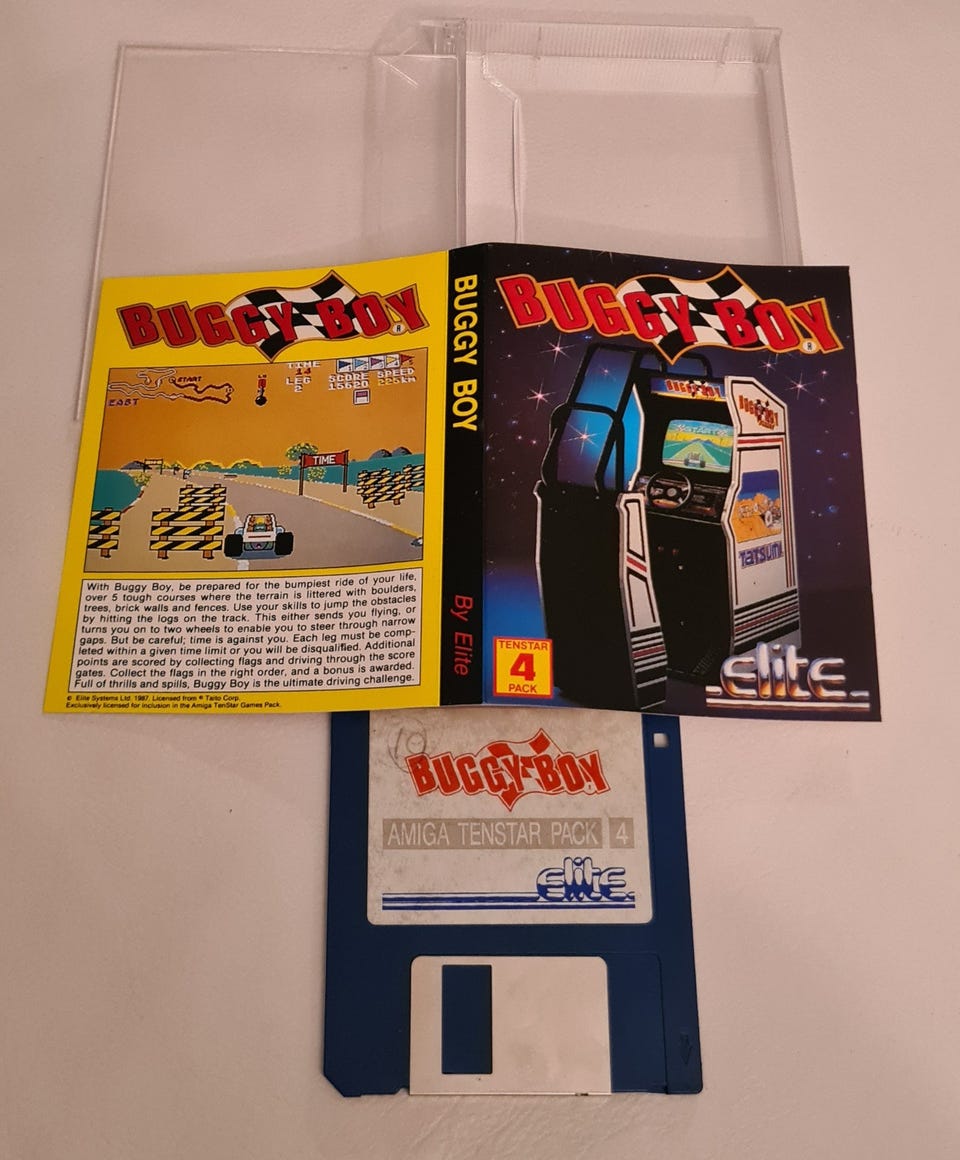 BUGGY BOY
R
START
EAST
TIME
14
LEG
2
SCORE SPEED
15620 225KM
HI
TIME
With Buggy Boy, be prepared for the bumpiest ride of your life,
over 5 tough courses where the terrain is littered with boulders,
trees, brick walls and fences. Use your skills to jump the obstacles
by hitting the logs on the track. This either sends you flying, or
turns you on to two wheels to enable you to steer through narrow
gaps. But be careful; time is against you. Each leg must be comp-
leted within a given time limit or you will be disqualified. Additional
points are scored by collecting flags and driving through the score
gates. Collect the flags in the right order, and a bonus is awarded.
Full of thrills and spills, Buggy Boy is the ultimate driving challenge.
© Elite Systems Ltd. 1987. Licensed from ® Taito Corp.
Exclusively licensed for inclusion in the Amiga TenStar Games Pack.
BUGGY BOY
By Elite
BUGGY BOY
R
BUGGY BOY
BUGGY BOY
START
TATSUMI
TENSTAR
4
PACK
elite
10
BUGGY BOY
AMIGA TENSTAR PACK 4
elite